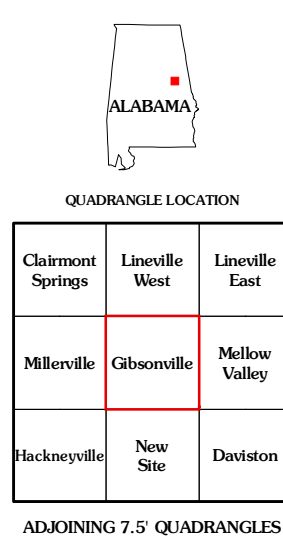 ALABAMA
QUADRANGLE LOCATION
Clairmont
Springs
Lineville
West
Lineville
East
Millerville
Gibsonville
Mellow
Valley
Hackneyville
New
Site
Daviston
ADJOINING 7.5' QUADRANGLES